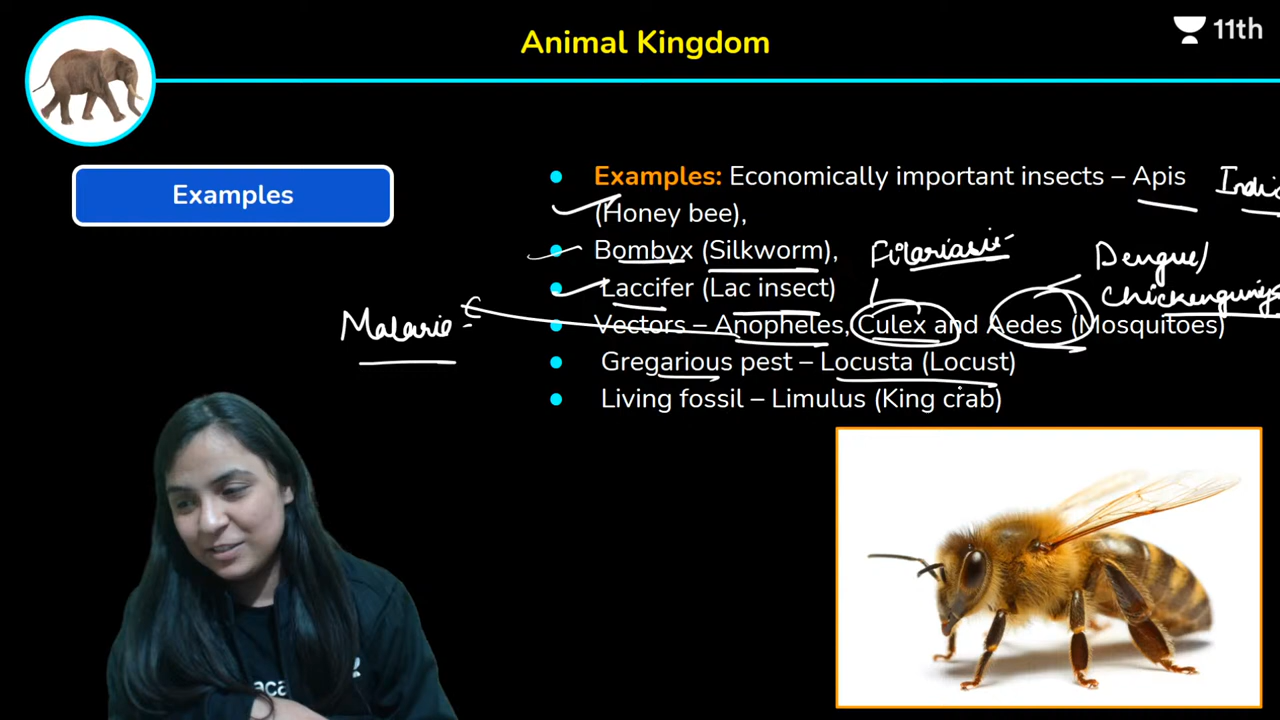 Animal Kingdom
11th
Examples
Examples: Economically important insects – Apis
(Honey bee),
Bombyx (Silkworm),
Filariasis-
Dengue/
Chickenguniya
Laccifer (Lac insect)
Malaria -
Vectors – Anopheles, Culex and Aedes (Mosquitoes)
Gregarious pest – Locusta (Locust)
Living fossil – Limulus (King crab)